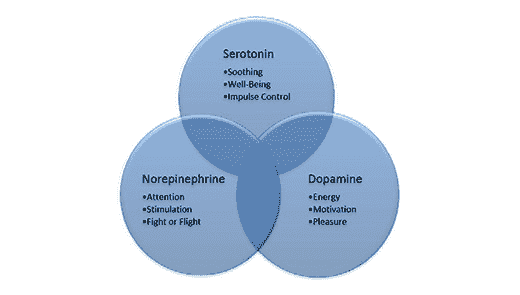 Serotonin
•Soothing
•Well-Being
•Impulse Control
Norepinephrine
•Attention
•Stimulation
•Fight or Flight
Dopamine
•Energy
•Motivation
•Pleasure